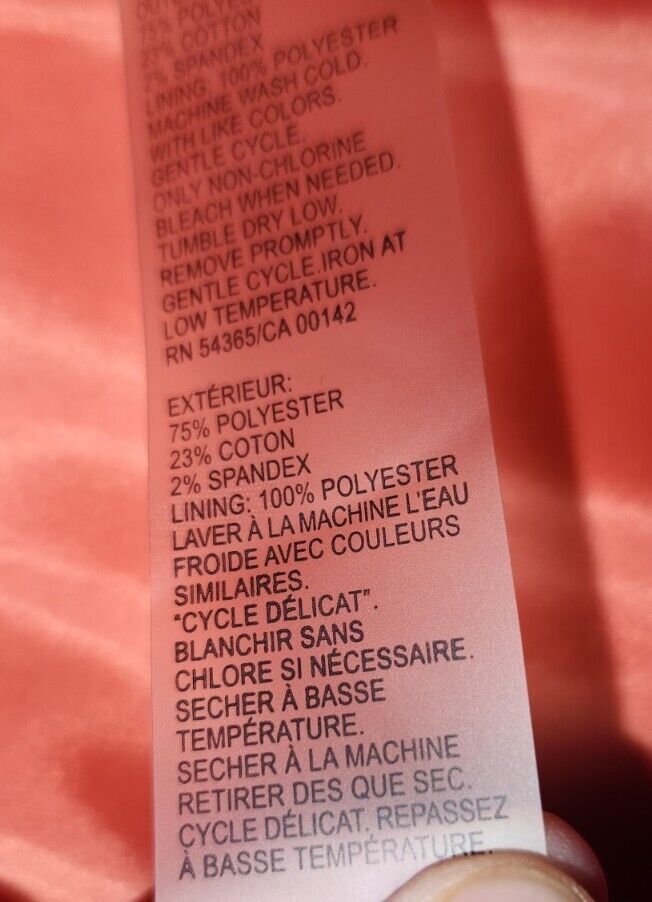 75% POLYES
23% COTTON
2% SPANDEX
LINING: 100% POLYESTER
MACHINE WASH COLD.
WITH LIKE COLORS.
GENTLE CYCLE.
ONLY NON-CHLORINE
BLEACH WHEN NEEDED.
TUMBLE DRY LOW.
REMOVE PROMPTLY.
GENTLE CYCLE.IRON AT
LOW TEMPERATURE.
RN 54365/CA 00142
EXTÉRIEUR:
75% POLYESTER
23% COTON
2% SPANDEX
LINING: 100% POLYESTER
LAVER À LA MACHINE L'EAU
FROIDE AVEC COULEURS
SIMILAIRES.
"CYCLE DÉLICAT".
BLANCHIR SANS
CHLORE SI NÉCESSAIRE.
SECHER À BASSE
TEMPÉRATURE.
SECHER À LA MACHINE
RETIRER DES QUE SEC.
CYCLE DÉLICAT. REPASSEZ
À BASSE TEMPÉRATURE.